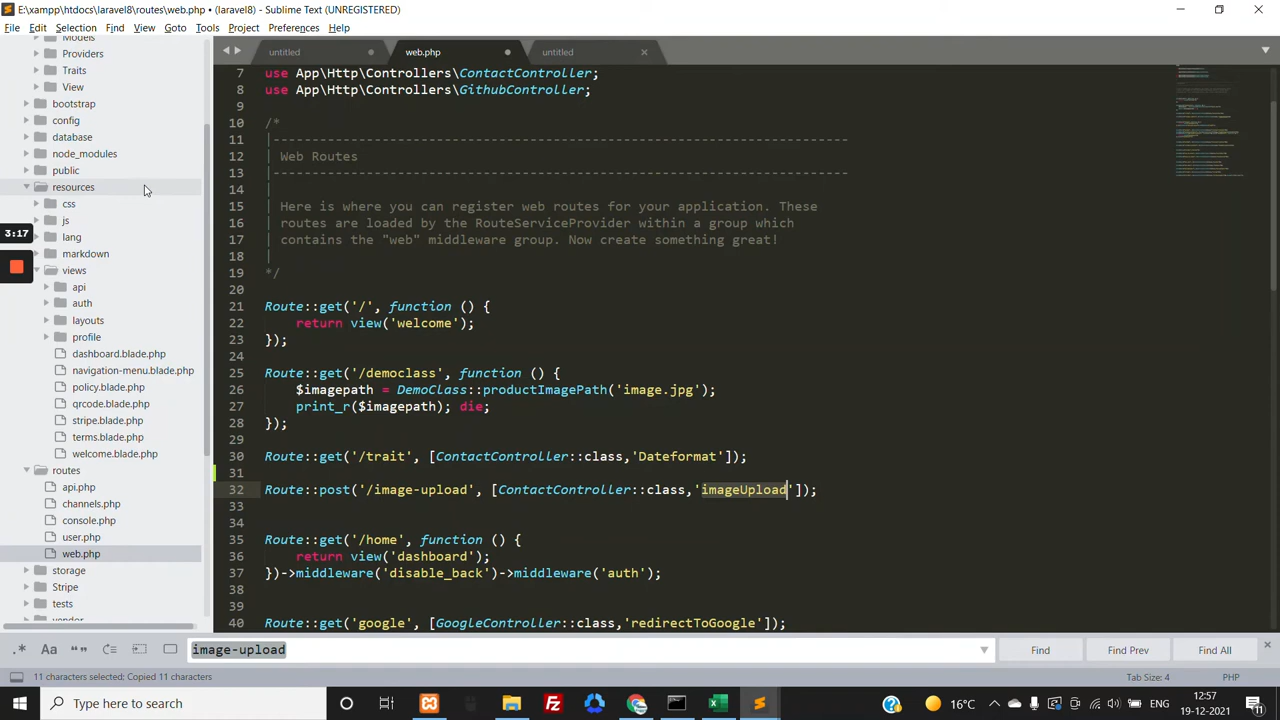 E:\xampp\htdocs\laravel8\routes\web.php • (laravel8) - Sublime Text (UNREGISTERED)
File Edit Selection Find View Goto Tools Project Preferences Help
untitled web.php untitled
Models
Providers
Traits
View
bootstrap
config
database
node_modules
public
resources
css
js
lang
markdown
views
api
auth
layouts
profile
dashboard.blade.php
navigation-menu.blade.php
policy.blade.php
qrcode.blade.php
stripe.blade.php
terms.blade.php
welcome.blade.php
routes
api.php
channels.php
console.php
user.php
web.php
storage
Stripe
tests
vendor
3:17
7 use App\Http\Controllers\ContactController;
8 use App\Http\Controllers\GithubController;
9
10 /*
11 |--------------------------------------------------------------------------
12 | Web Routes
13 |--------------------------------------------------------------------------
14 |
15 | Here is where you can register web routes for your application. These
16 | routes are loaded by the RouteServiceProvider within a group which
17 | contains the "web" middleware group. Now create something great!
18 |
19 */
20
21 Route::get('/', function () {
22 return view('welcome');
23 });
24
25 Route::get('/democlass', function () {
26 $imagepath = DemoClass::productImagePath('image.jpg');
27 print_r($imagepath); die;
28 });
29
30 Route::get('/trait', [ContactController::class,'Dateformat']);
31
32 Route::post('/image-upload', [ContactController::class,'imageUpload']);
33
34
35 Route::get('/home', function () {
36 return view('dashboard');
37 })->middleware('disable_back')->middleware('auth');
38
39
40 Route::get('google', [GoogleController::class,'redirectToGoogle']);
.* Aa “” image-upload Find Find Prev Find All
11 characters selected: Copied 11 characters Tab Size: 4 PHP
Type here to search 16°C ENG 12:57
19-12-2021 11